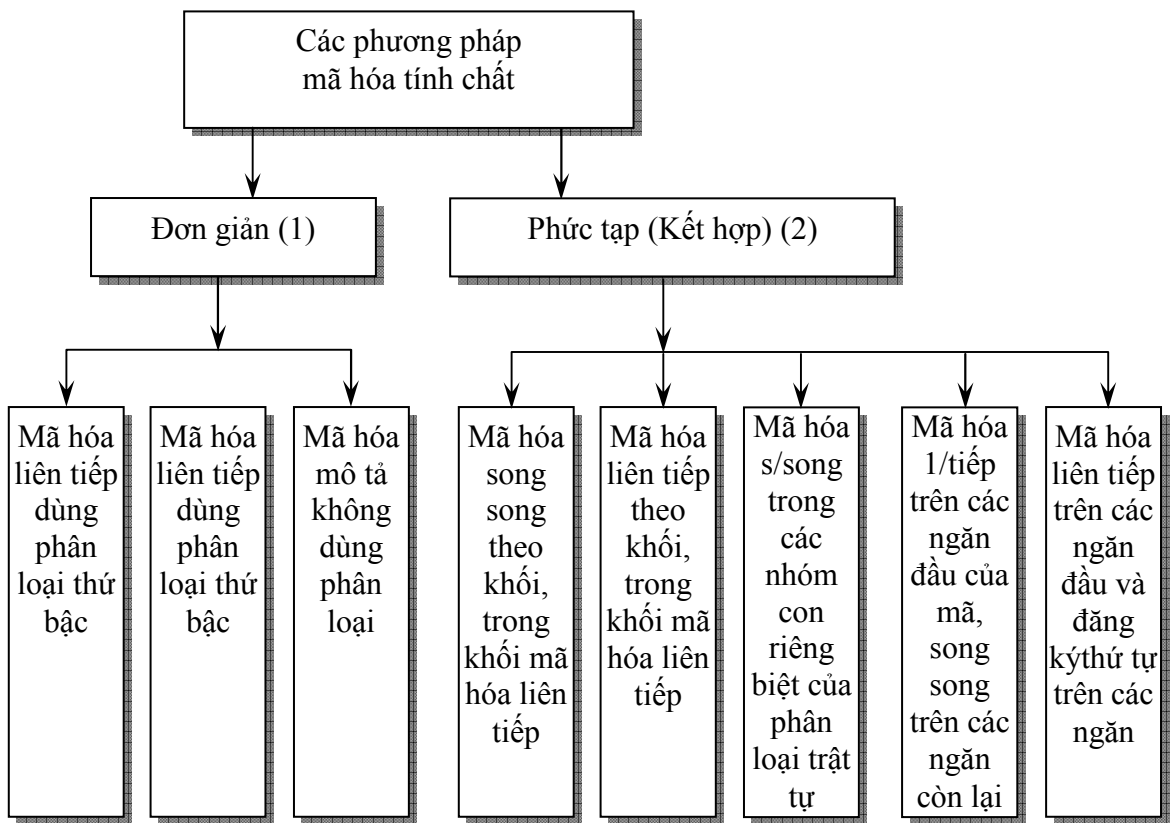 Các phương pháp
mã hóa tính chất
Đơn giản (1)
Phức tạp (Kết hợp) (2)
Mã hóa
liên tiếp
dùng
phân
loại thứ
bậc
Mã hóa
liên tiếp
dùng
phân
loại thứ
bậc
Mã hóa
mô tả
không
dùng
phân
loại
Mã hóa
song
song
theo
khối,
trong
khối mã
hóa liên
tiếp
Mã hóa
liên tiếp
theo
khối,
trong
khối mã
hóa liên
tiếp
Mã hóa
s/song
trong
các
nhóm
con
riêng
biệt của
phân
loại trật
tự
Mã hóa
1/tiếp
trên các
ngăn
đầu của
mã,
song
song
trên các
ngăn
còn lại
Mã hóa
liên tiếp
trên các
ngăn
đầu và
đăng
kýthứ tự
trên các
ngăn